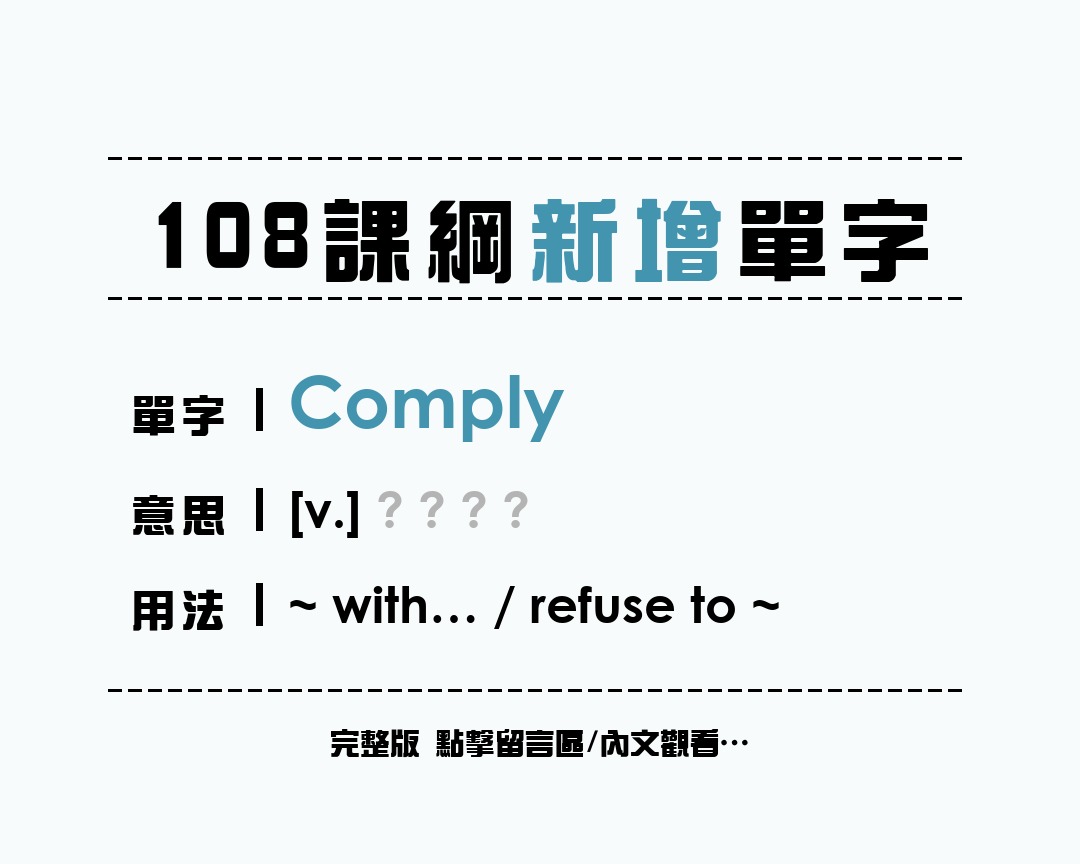 108課綱新增單字
單字 | Comply
意思 | [v.] ????
用法 | ~ with… / refuse to ~
完整版 點擊留言區/內文觀看…